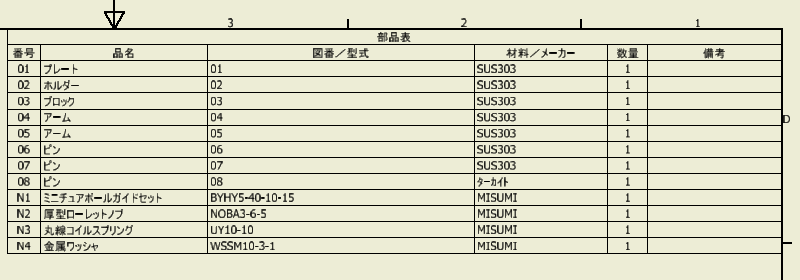 3 2 1
部品表
番号 品名 図番／型式 材料／メーカー 数量 備考
01 プレート 01 SUS303 1
02 ホルダー 02 SUS303 1
03 ブロック 03 SUS303 1
04 アーム 04 SUS303 1
05 アーム 05 SUS303 1
06 ピン 06 SUS303 1
07 ピン 07 SUS303 1
08 ピン 08 ターカイト 1
N1 ミニチュアボールガイドセット BYHY5-40-10-15 MISUMI 1
N2 厚型ローレットノブ NOBA3-6-5 MISUMI 1
N3 丸線コイルスプリング UY10-10 MISUMI 1
N4 金属ワッシャ WSSM10-3-1 MISUMI 1
D